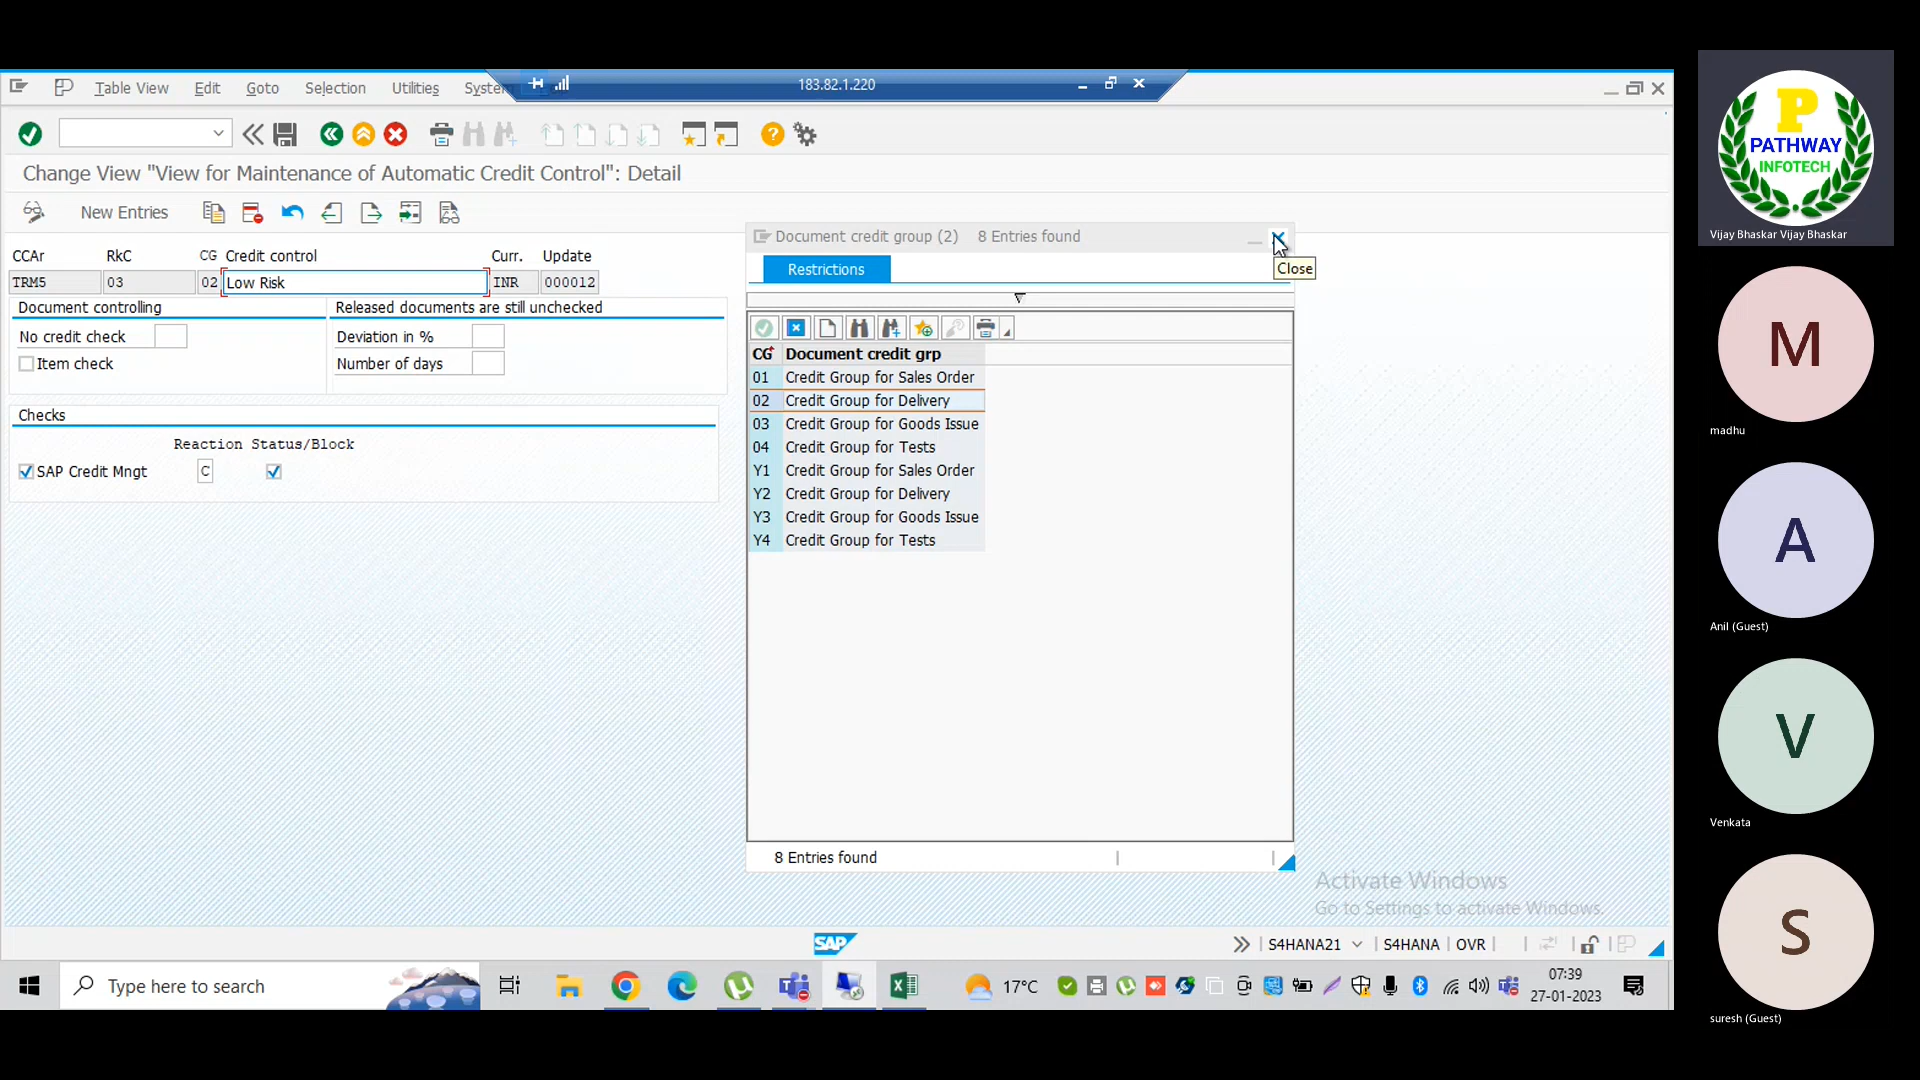 Table View Edit Goto Selection Utilities System
183.82.1.220
Change View "View for Maintenance of Automatic Credit Control": Detail
New Entries
CCAr RkC CG Credit control Curr. Update
TRM5 03 02 Low Risk INR 000012
Document controlling
Released documents are still unchecked
No credit check
Deviation in %
Item check
Number of days
Checks
Reaction Status/Block
SAP Credit Mngt C
Document credit group (2) 8 Entries found
Close
Restrictions
CG Document credit grp
01 Credit Group for Sales Order
02 Credit Group for Delivery
03 Credit Group for Goods Issue
04 Credit Group for Tests
Y1 Credit Group for Sales Order
Y2 Credit Group for Delivery
Y3 Credit Group for Goods Issue
Y4 Credit Group for Tests
8 Entries found
Activate Windows
Go to Settings to activate Windows.
SAP
S4HANA21 S4HANA OVR
Type here to search
17°C
07:39
27-01-2023
P
PATHWAY
INFOTECH
Vijay Bhaskar Vijay Bhaskar
M
madhu
A
Anil (Guest)
V
Venkata
S
suresh (Guest)